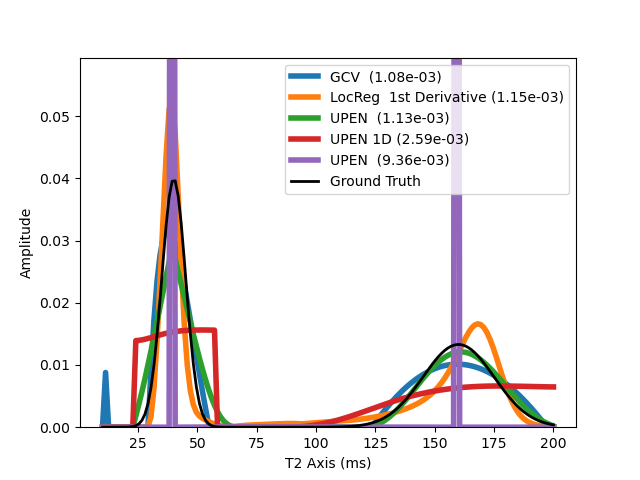 GCV  (1.08e-03)
LocReg  1st Derivative (1.15e-03)
UPEN  (1.13e-03)
UPEN 1D (2.59e-03)
UPEN  (9.36e-03)
Ground Truth
Amplitude
0.05
0.04
0.03
0.02
0.01
0.00
25 50 75 100 125 150 175 200
T2 Axis (ms)